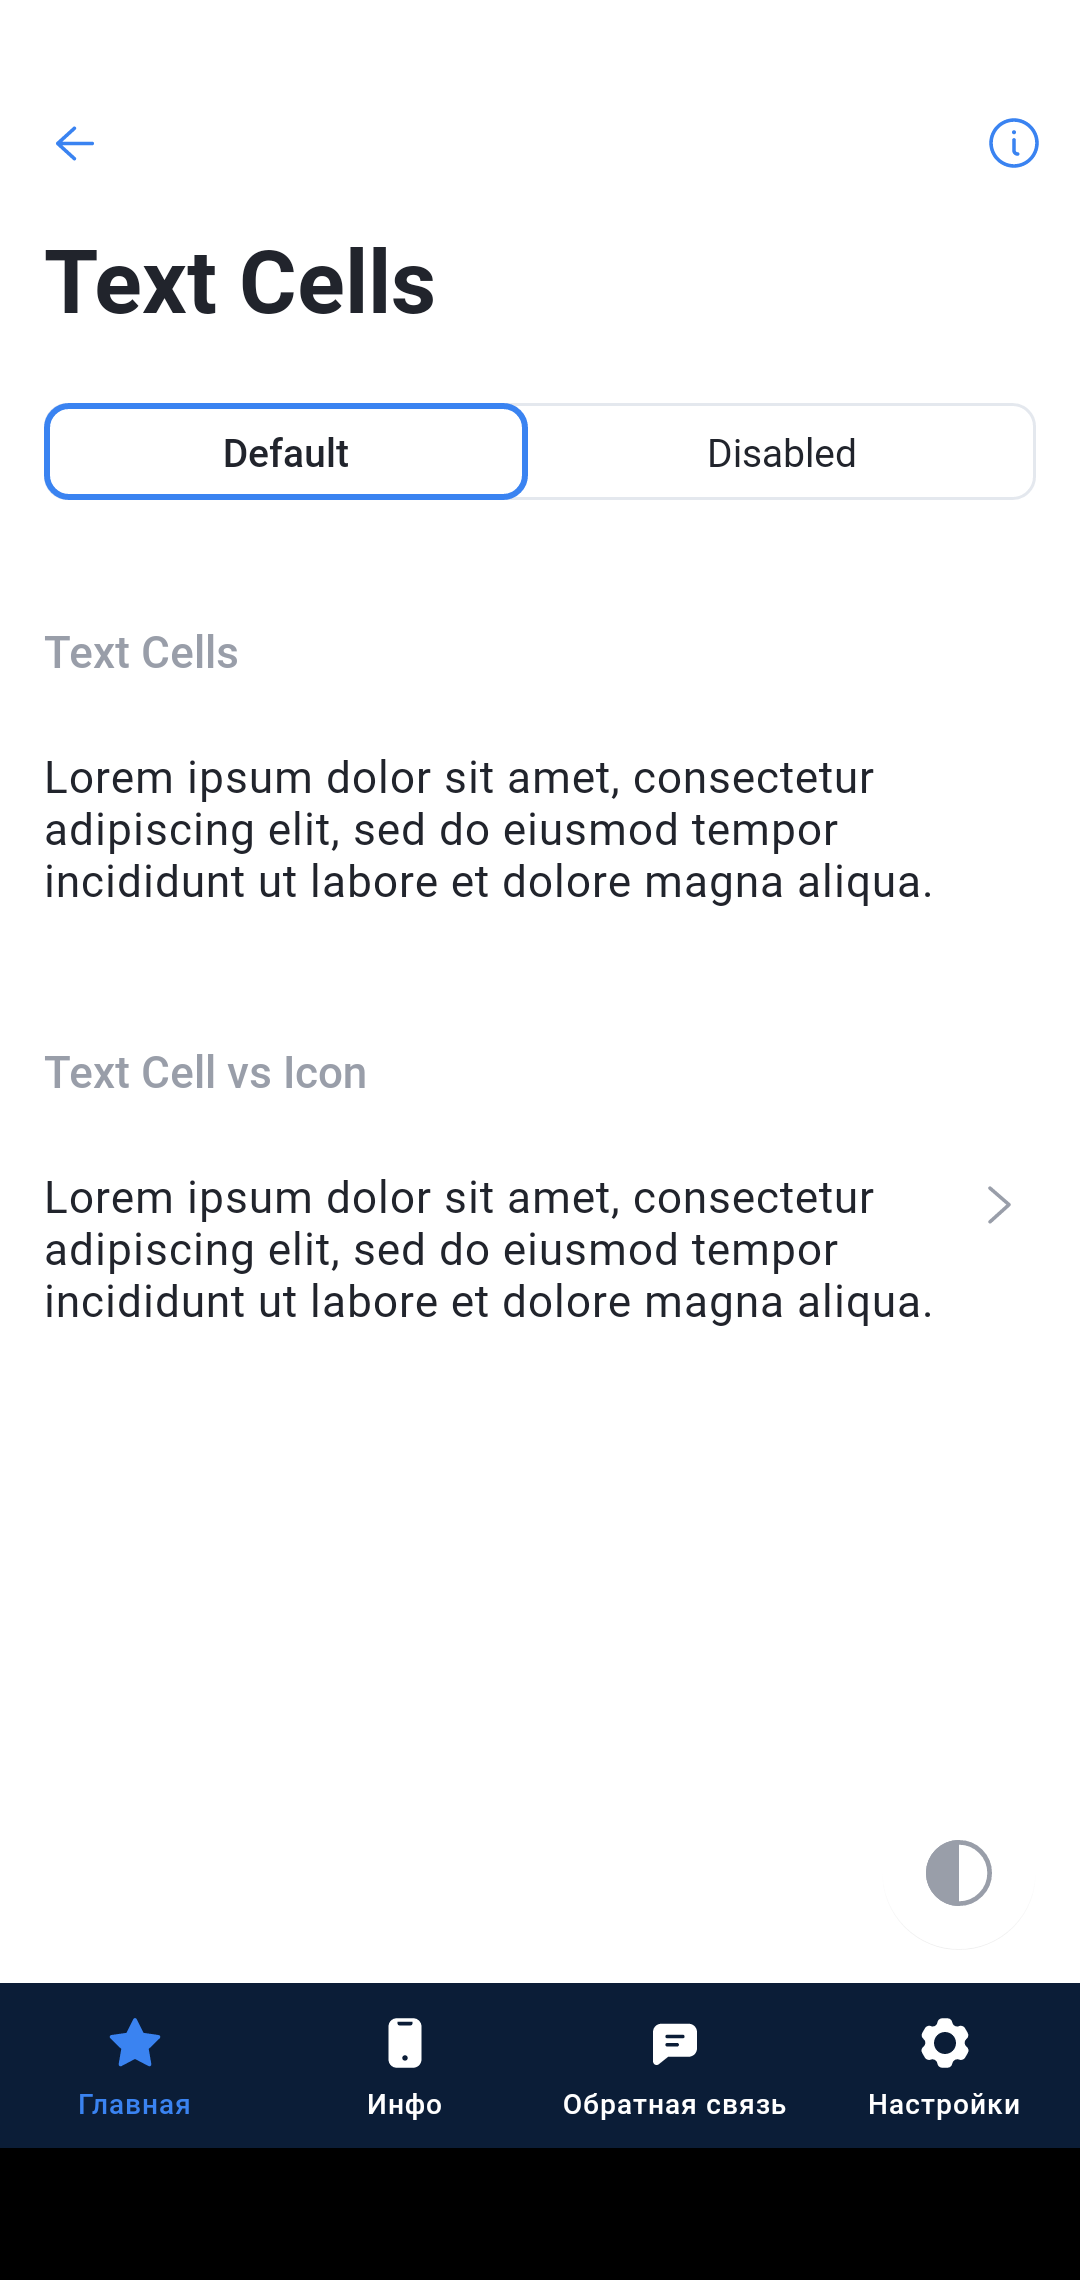 Text Cells
Default
Disabled
Text Cells
Lorem ipsum dolor sit amet, consectetur
adipiscing elit, sed do eiusmod tempor
incididunt ut labore et dolore magna aliqua.
Text Cell vs Icon
Lorem ipsum dolor sit amet, consectetur
adipiscing elit, sed do eiusmod tempor
incididunt ut labore et dolore magna aliqua.
Главная
Инфо
Обратная связь
Настройки